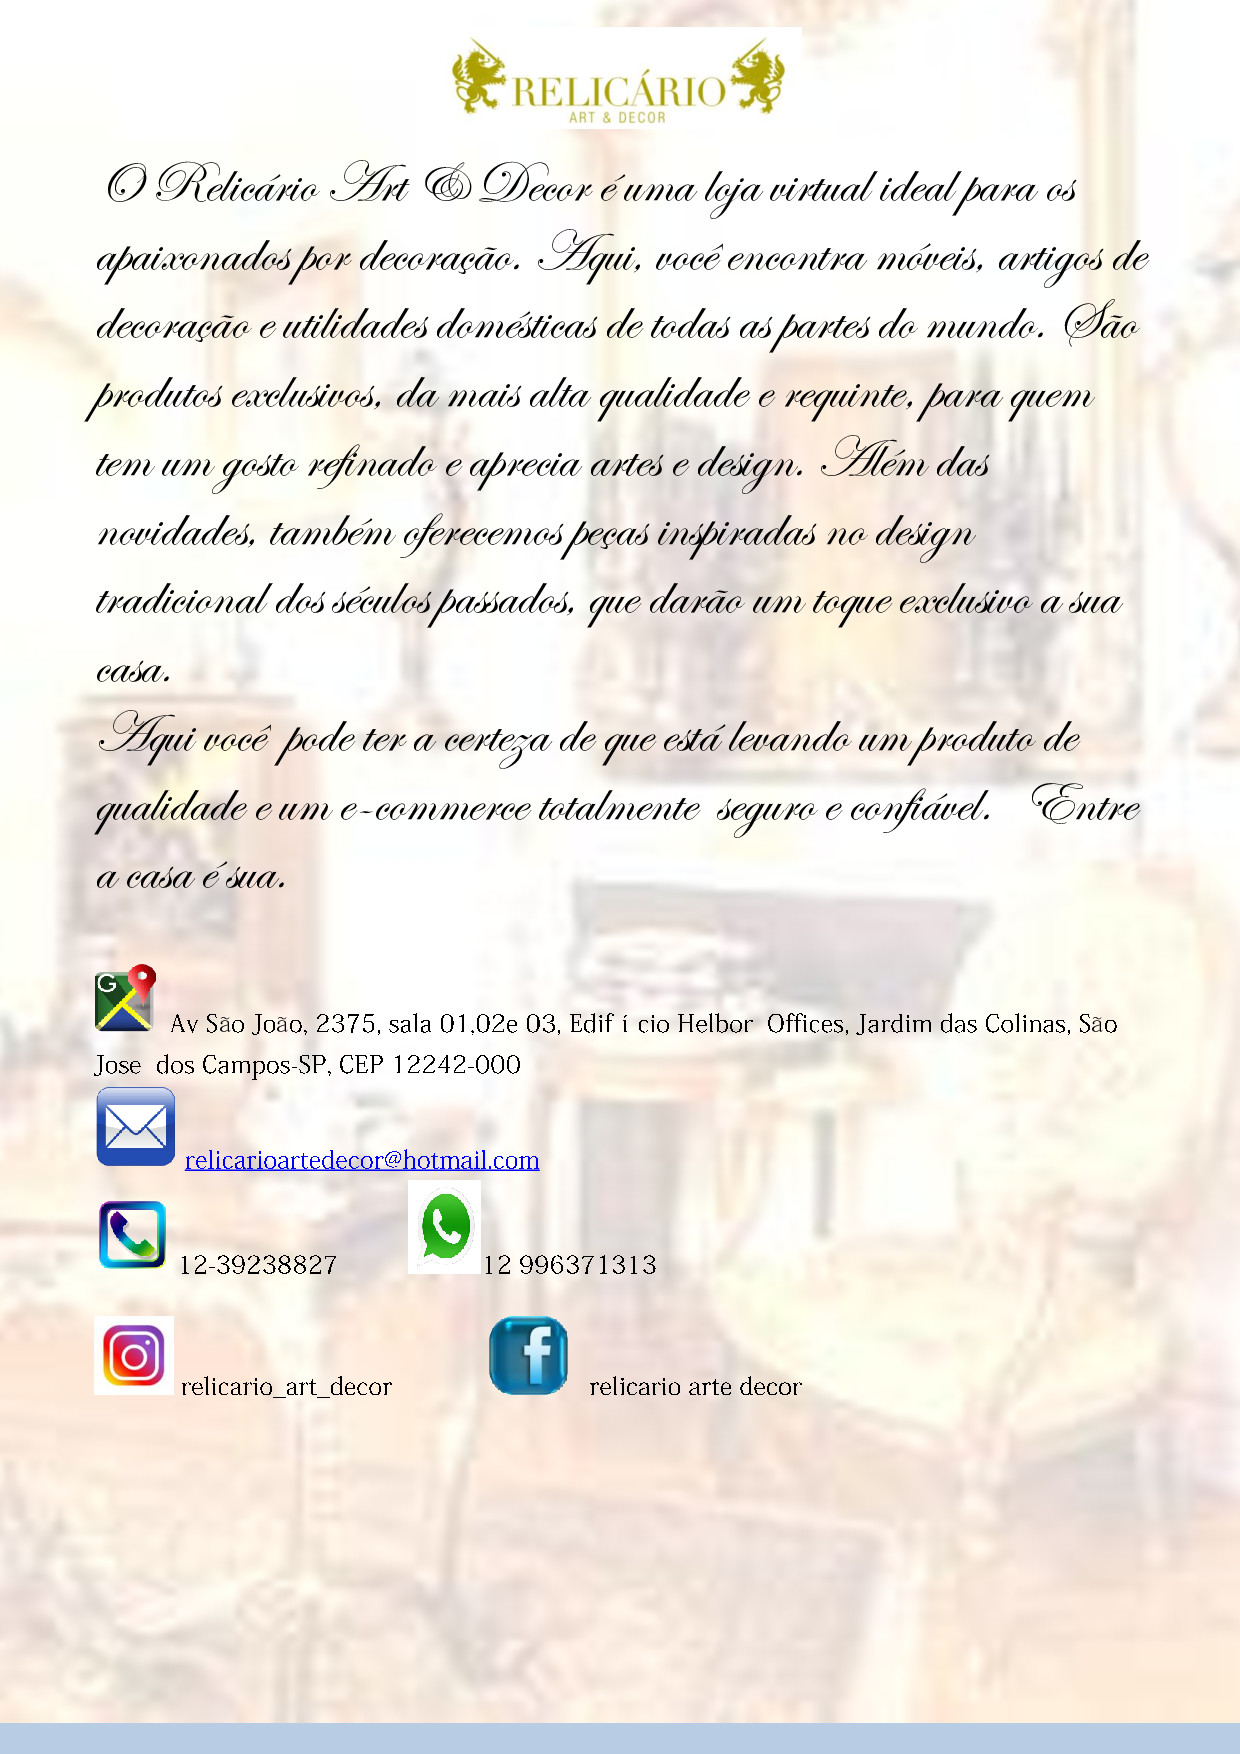 RELICÁRIO
ART & DECOR
O Relicário Art & Decor é uma loja virtual ideal para os
apaixonados por decoração. Aqui, você encontra móveis, artigos de
decoração e utilidades domésticas de todas as partes do mundo. São
produtos exclusivos, da mais alta qualidade e requinte, para quem
tem um gosto refinado e aprecia artes e design. Além das
novidades, também oferecemos peças inspiradas no design
tradicional dos séculos passados, que darão um toque exclusivo a sua
casa.
Aqui você pode ter a certeza de que está levando um produto de
qualidade e um e-commerce totalmente seguro e confiável. Entre
a casa é sua.
Av São João, 2375, sala 01,02e 03, Edif í cio Helbor Offices, Jardim das Colinas, São
Jose dos Campos-SP, CEP 12242-000
relicarioartedecor@hotmail.com
12-39238827 12 996371313
relicario_art_decor relicario arte decor